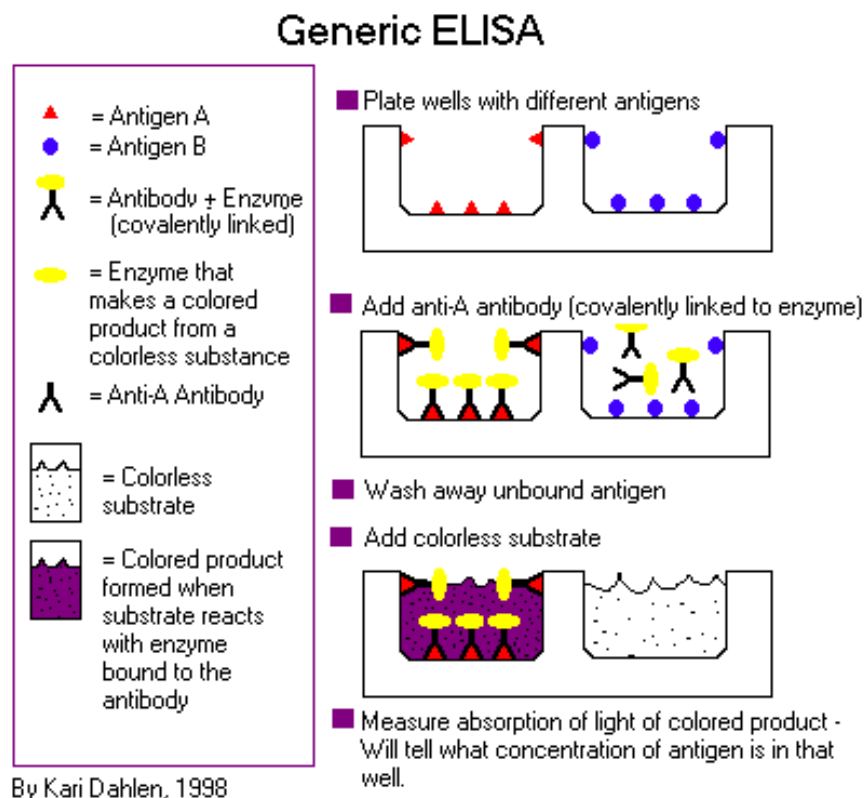 Generic ELISA
= Antigen A
= Antigen B
= Antibody + Enzyme
(covalently linked)
= Enzyme that
makes a colored
product from a
colorless substance
= Anti-A Antibody
= Colorless
substrate
= Colored product
formed when
substrate reacts
with enzyme
bound to the
antibody
By Kari Dahlen, 1998
Plate wells with different antigens
Add anti-A antibody (covalently linked to enzyme)
Wash away unbound antigen
Add colorless substrate
Measure absorption of light of colored product -
Will tell what concentration of antigen is in that
well.